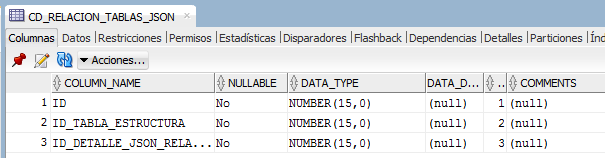 CD_RELACION_TABLAS_JSON
Columnas Datos Restricciones Permisos Estadísticas Disparadores Flashback Dependencias Detalles Particiones Índ
Acciones...
COLUMN_NAME NULLABLE DATA_TYPE DATA_D... .. COMMENTS
1 ID No NUMBER(15,0) (null) 1 (null)
2 ID_TABLA_ESTRUCTURA No NUMBER(15,0) (null) 2 (null)
3 ID_DETALLE_JSON_RELA... No NUMBER(15,0) (null) 3 (null)